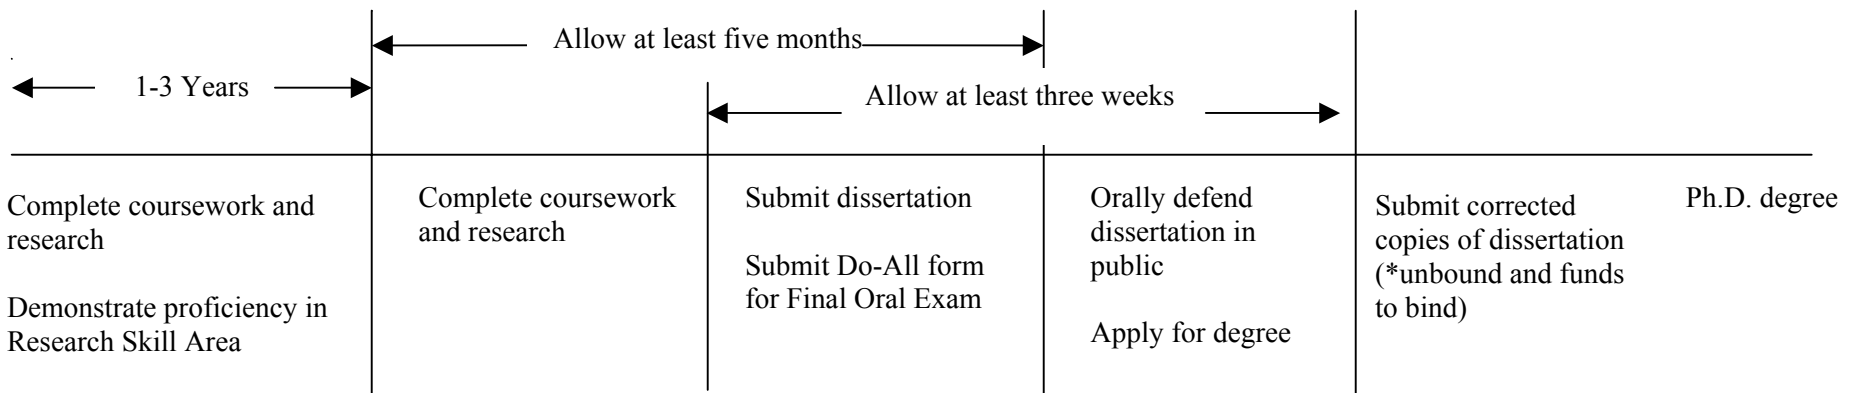 Allow at least five months
1-3 Years
Allow at least three weeks
Complete coursework and
research
Demonstrate proficiency in
Research Skill Area
Complete coursework
and research
Submit dissertation
Submit Do-All form
for Final Oral Exam
Orally defend
dissertation in
public
Apply for degree
Submit corrected
copies of dissertation
(*unbound and funds
to bind)
Ph.D. degree